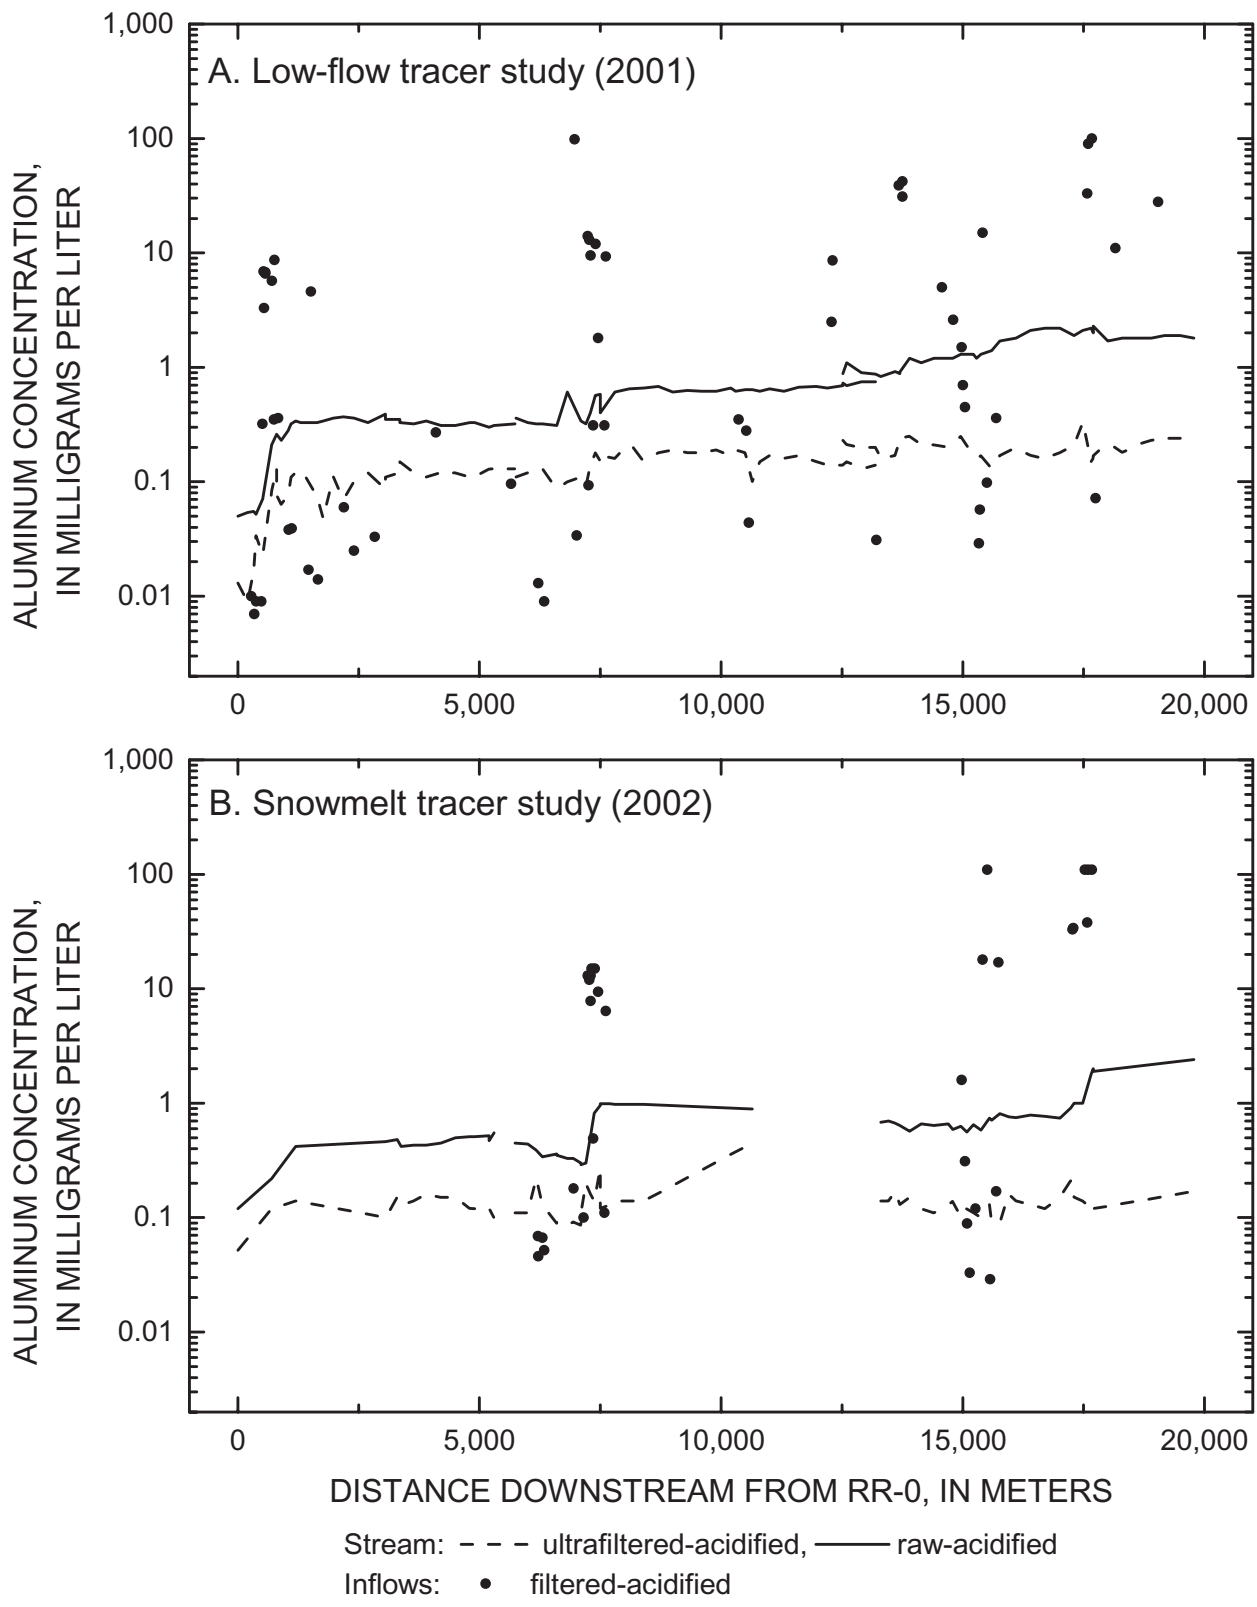 A. Low-flow tracer study (2001)
ALUMINUM CONCENTRATION,
IN MILLIGRAMS PER LITER
1,000
100
10
1
0.1
0.01
0
5,000
10,000
15,000
20,000
B. Snowmelt tracer study (2002)
ALUMINUM CONCENTRATION,
IN MILLIGRAMS PER LITER
1,000
100
10
1
0.1
0.01
0
5,000
10,000
15,000
20,000
DISTANCE DOWNSTREAM FROM RR-0, IN METERS
Stream: ultrafiltered-acidified, raw-acidified
Inflows: filtered-acidified